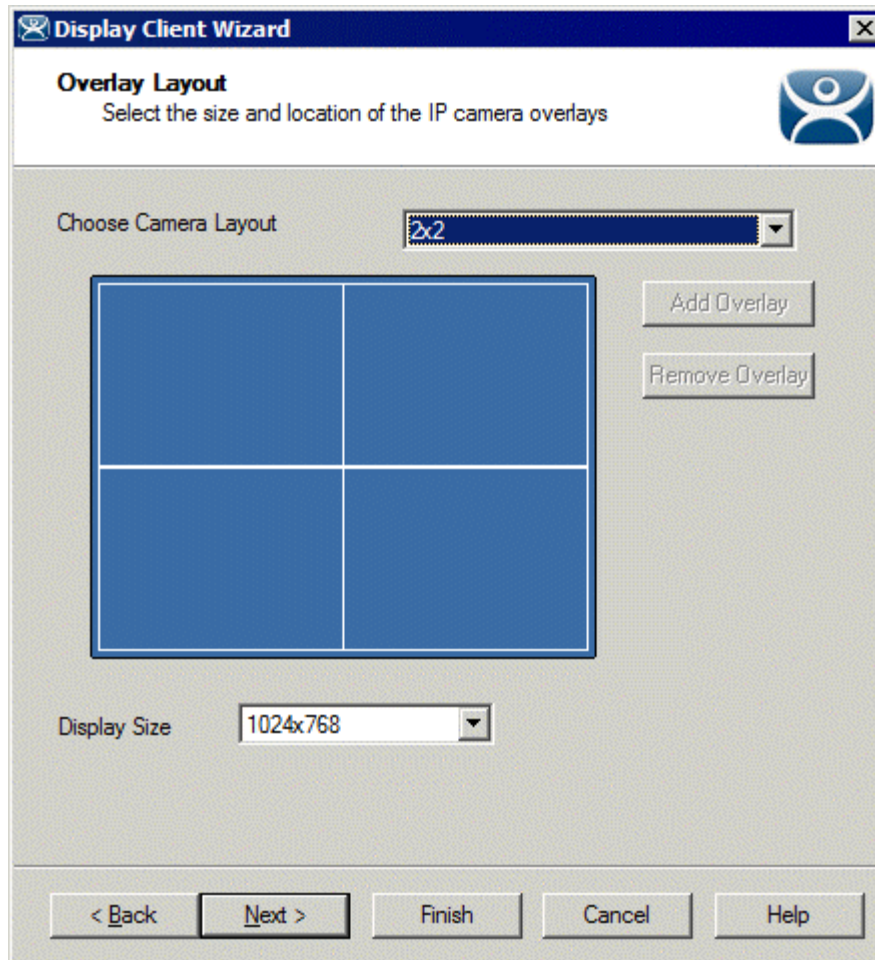 Display Client Wizard
Overlay Layout
Select the size and location of the IP camera overlays
Choose Camera Layout
2x2
Add Overlay
Remove Overlay
Display Size
1024x768
< Back
Next >
Finish
Cancel
Help